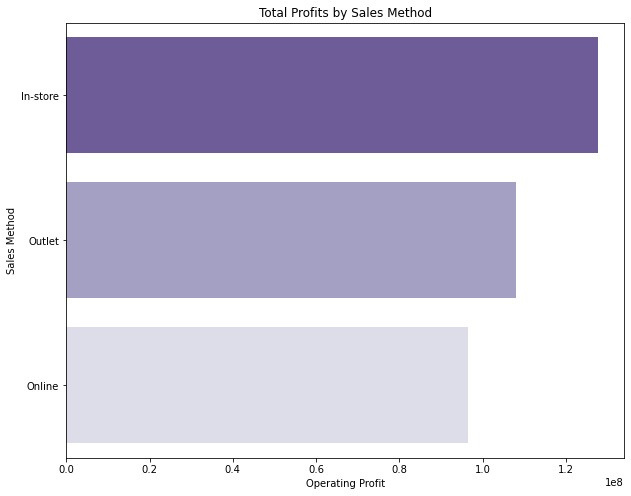 Total Profits by Sales Method
In-store
Outlet
Online
Sales Method
0.0 0.2 0.4 0.6 0.8 1.0 1.2
1e8
Operating Profit